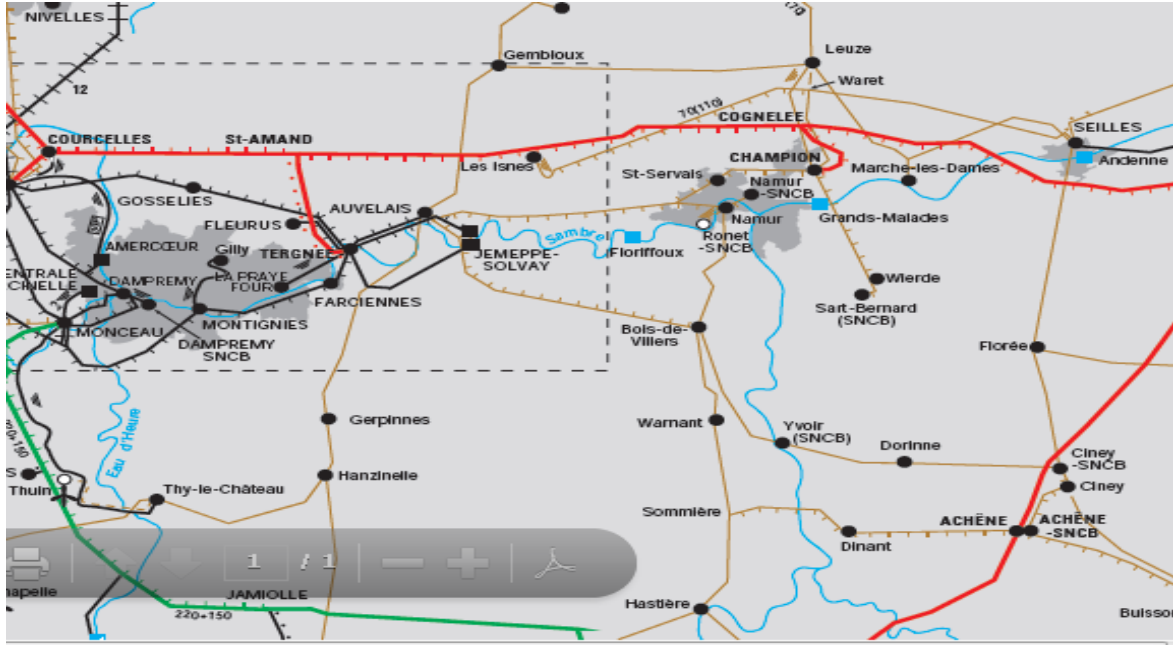 NIVELLES
(70)
Gembloux
Leuze
Waret
12
70(110)
COGNELEE
SEILLES
COURCELLES
St-AMAND
Les Isnes
CHAMPION
Andenne
St-Servais
Namur
-SNCB
Marche-les-Dames
GOSSELIES
AUVELAIS
Namur
Grands-Malades
FLEURUS
Sambre
Ronet
-SNCB
AMERCŒUR
Gilly
TERGNEE
JEMEPPE-
SOLVAY
Floriffoux
DAMPREMY
LA PRAYE
FOUR
FARCIENNES
Wierde
Sart-Bernard
(SNCB)
MONCEAU
MONTIGNIES
DAMPREMY
SNCB
Bois-de-
Villers
Florée
Gerpinnes
Warnant
Yvoir
(SNCB)
Dorinne
Eau d'Heure
220+150
Ciney
-SNCB
Ciney
Thuin
Thy-le-Château
Hanzinelle
Sommière
Dinant
ACHÊNE
ACHÊNE
-SNCB
1 / 1
JAMIOLLE
220+150
Hastière